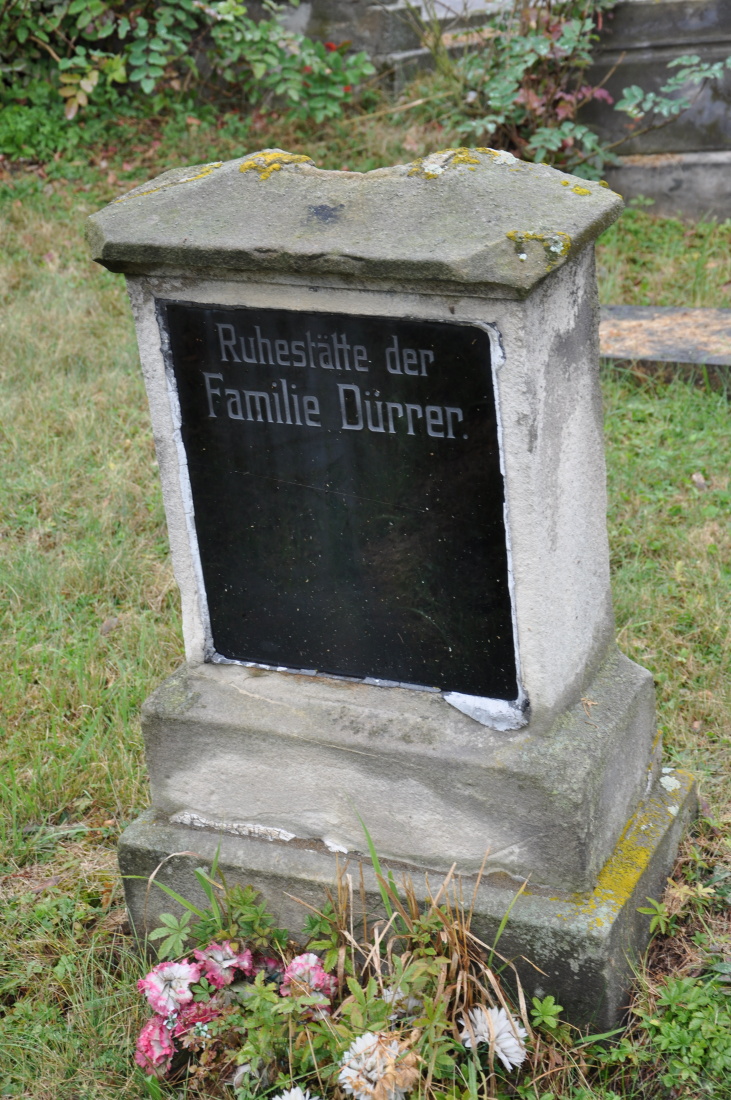 Ruhestätte der
Familie Dürrer.